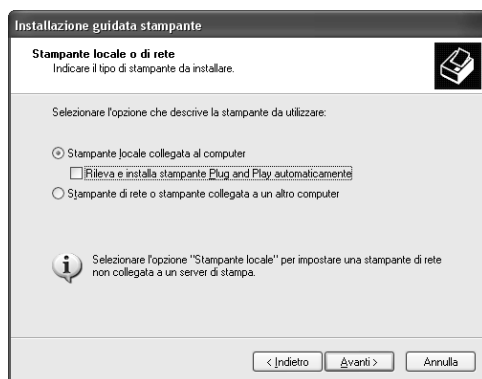 Installazione guidata stampante
Stampante locale o di rete
Indicare il tipo di stampante da installare.
Selezionare l'opzione che descrive la stampante da utilizzare:
Stampante locale collegata al computer
Rileva e installa stampante Plug and Play automaticamente
Stampante di rete o stampante collegata a un altro computer
Selezionare l'opzione "Stampante locale" per impostare una stampante di rete
non collegata a un server di stampa.
< Indietro Avanti > Annulla